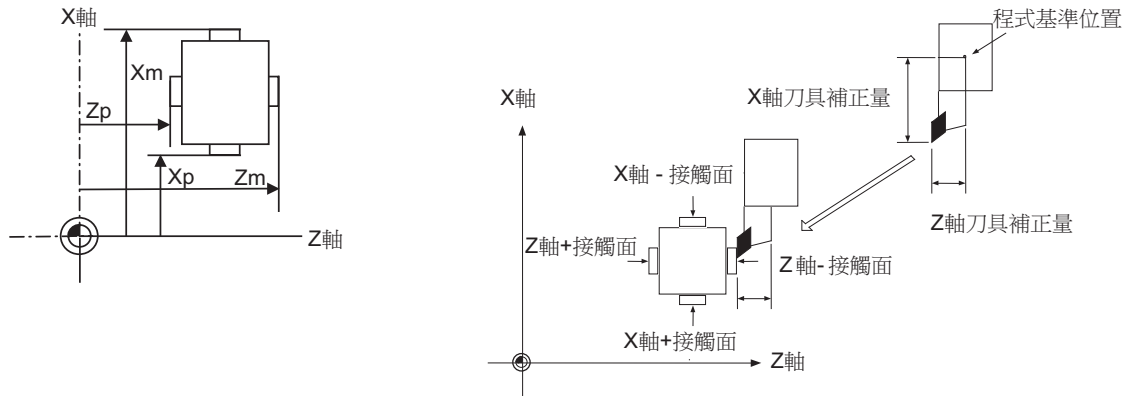 X軸
Xm
Zp
Xp
Zm
Z軸
程式基準位置
X軸刀具補正量
X軸
X軸 - 接觸面
Z軸刀具補正量
Z軸+接觸面
Z軸- 接觸面
X軸+接觸面
Z軸